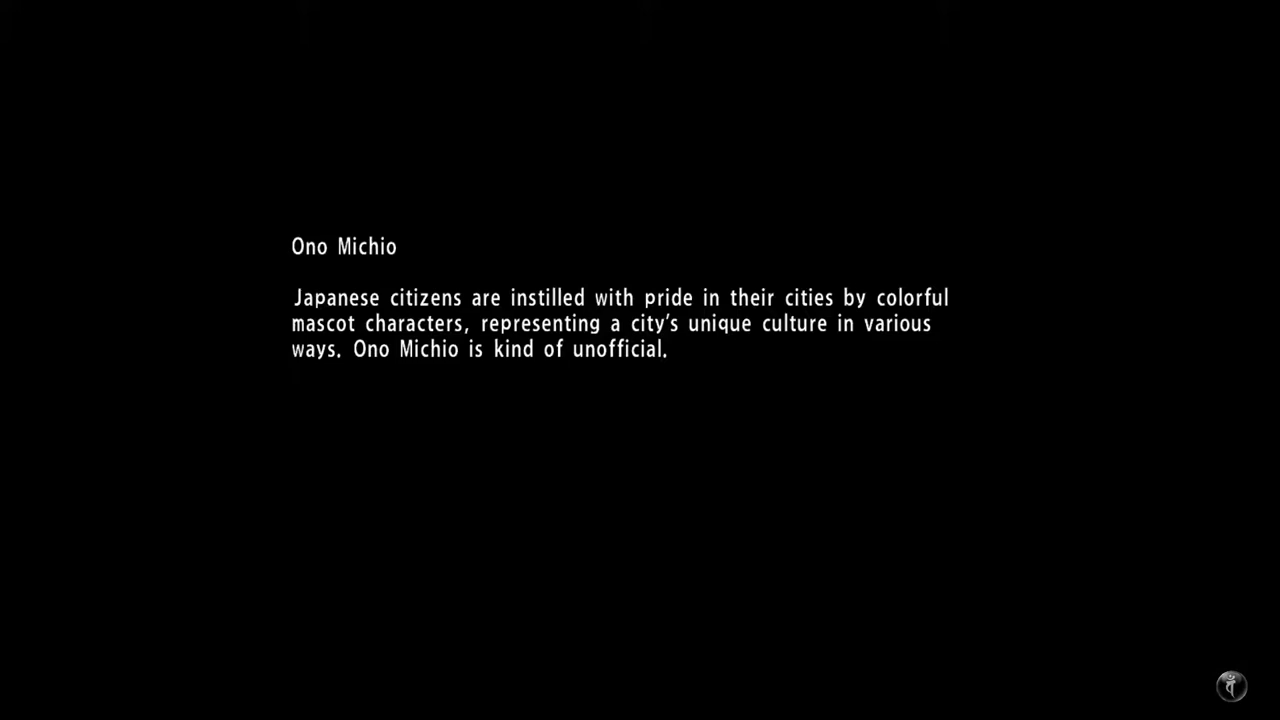 Ono Michio
Japanese citizens are instilled with pride in their cities by colorful
mascot characters, representing a city's unique culture in various
ways. Ono Michio is kind of unofficial.